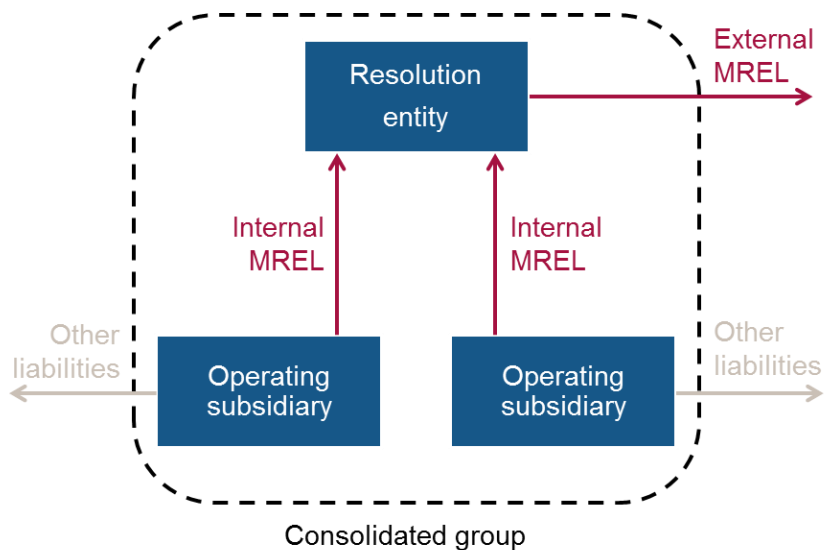 External
MREL
Resolution
entity
Internal
MREL
Internal
MREL
Other
liabilities
Other
liabilities
Operating
subsidiary
Operating
subsidiary
Consolidated group